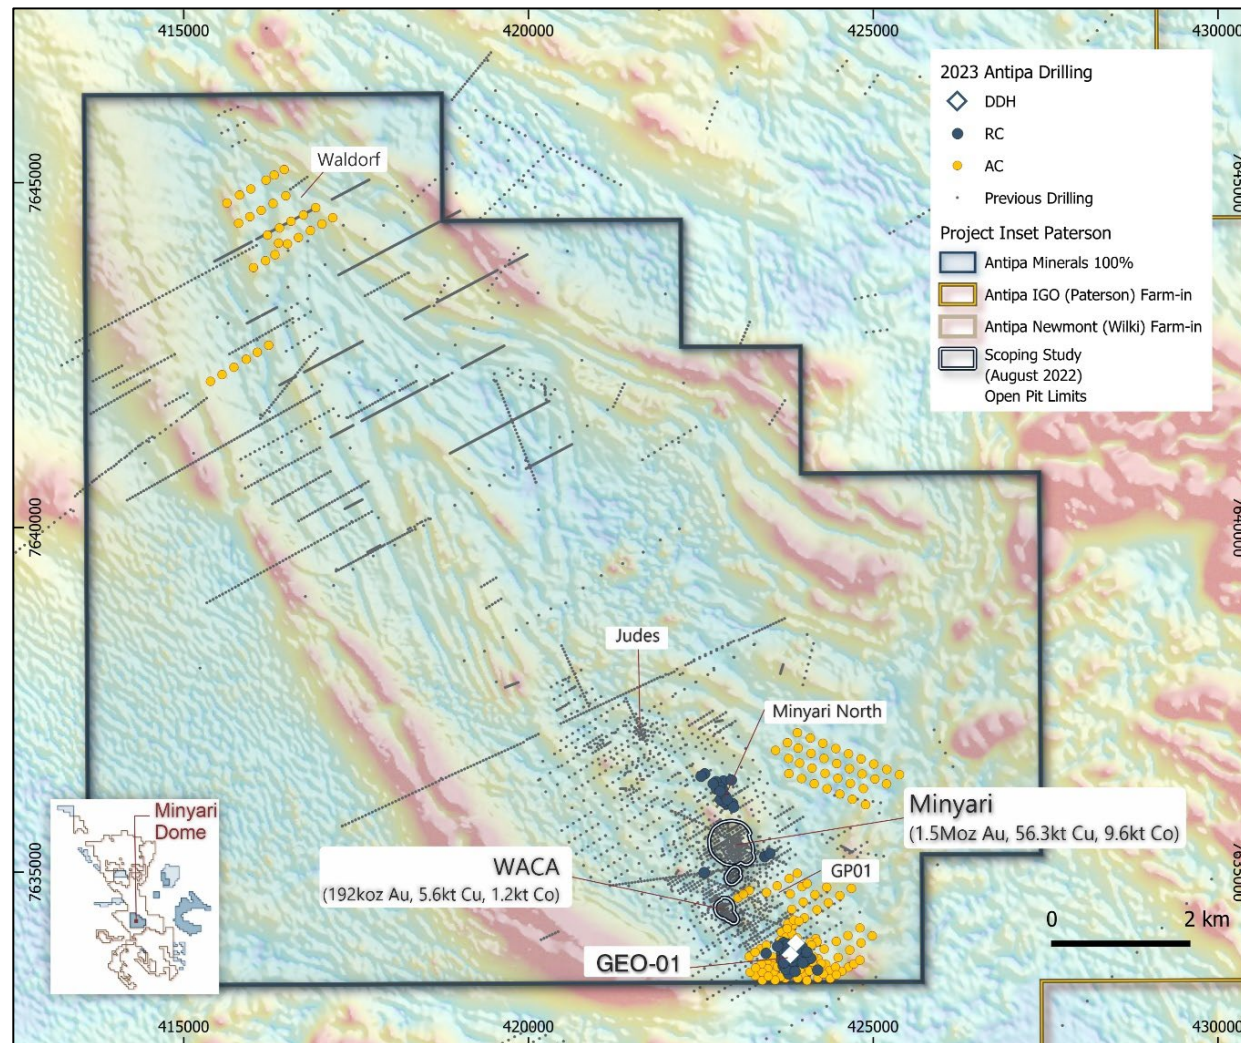 415000
420000
425000
430000
2023 Antipa Drilling
DDH
RC
AC
Previous Drilling
Project Inset Paterson
Antipa Minerals 100%
Antipa IGO (Paterson) Farm-in
Antipa Newmont (Wilki) Farm-in
Scoping Study
(August 2022)
Open Pit Limits
Waldorf
7645000
7645000
7640000
7640000
Judes
Minyari North
Minyari
(1.5Moz Au, 56.3kt Cu, 9.6kt Co)
Minyari
Dome
WACA
(192koz Au, 5.6kt Cu, 1.2kt Co)
GP01
7635000
7635000
GEO-01
0
2 km
415000
420000
425000
430000